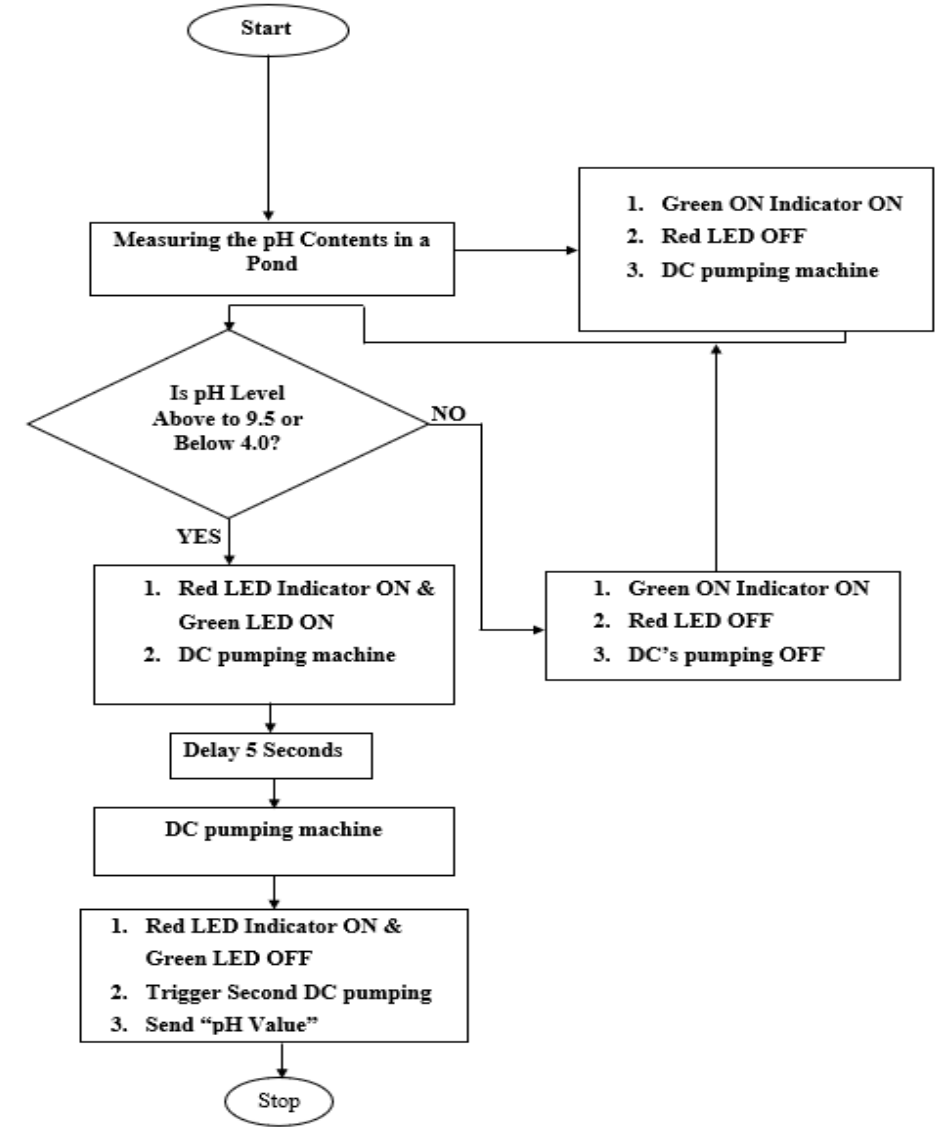 Start
Measuring the pH Contents in a
Pond
1. Green ON Indicator ON
2. Red LED OFF
3. DC pumping machine
Is pH Level
Above to 9.5 or
Below 4.0?
NO
YES
1. Red LED Indicator ON &
Green LED ON
2. DC pumping machine
1. Green ON Indicator ON
2. Red LED OFF
3. DC’s pumping OFF
Delay 5 Seconds
DC pumping machine
1. Red LED Indicator ON &
Green LED OFF
2. Trigger Second DC pumping
3. Send “pH Value”
Stop